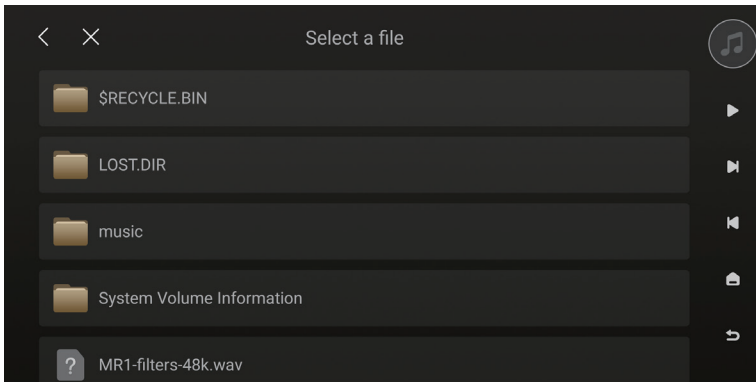 Select a file
$RECYCLE.BIN
LOST.DIR
music
System Volume Information
?
MR1-filters-48k.wav